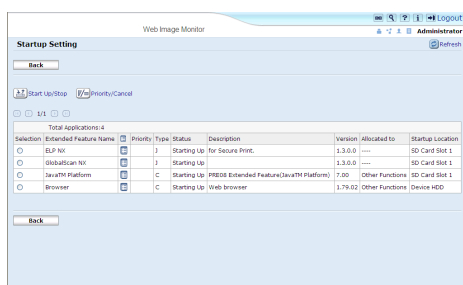 Logout
Web Image Monitor
Administrator
Startup Setting
Refresh
Back
Start Up/Stop Priority/Cancel
1/1
Total Applications:4
Selection Extended Feature Name Priority Type Status Description Version Allocated to Startup Location
ELP NX J Starting Up for Secure Print. 1.3.0.0 ---- SD Card Slot 1
GlobalScan NX J Starting Up 1.3.0.0 ---- SD Card Slot 1
JavaTM Platform C Starting Up PRE08 Extended Feature(JavaTM Platform) 7.00 Other Functions SD Card Slot 1
Browser C Starting Up Web browser 1.79.02 Other Functions Device HDD
Back